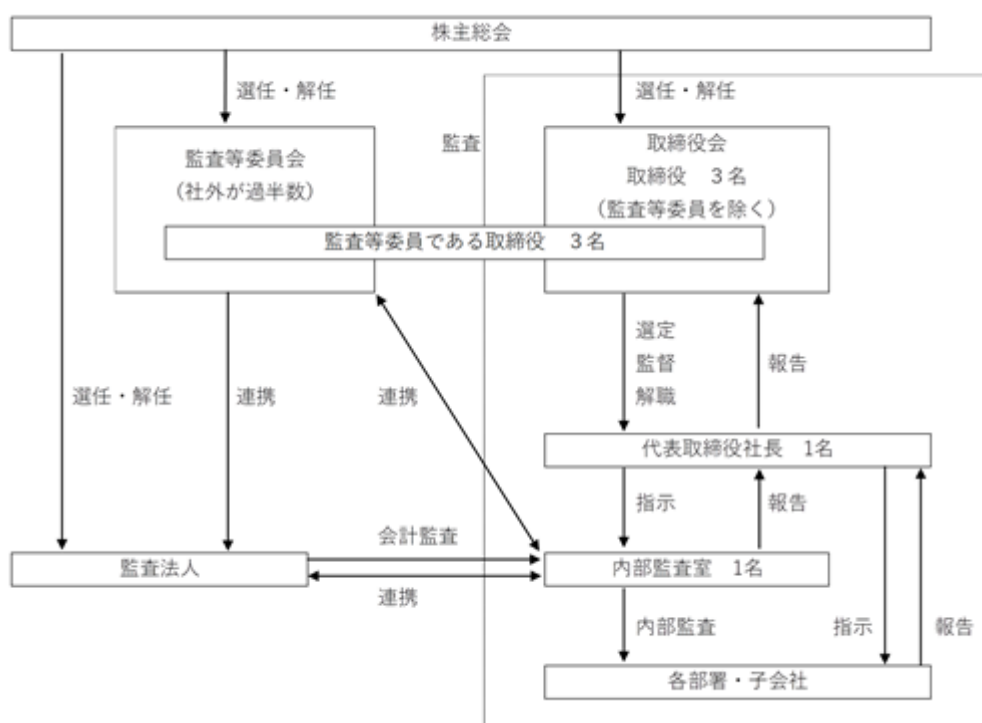 株主総会
選任・解任
選任・解任
監査等委員会
（社外が過半数）
監査
取締役会
取締役　３名
（監査等委員を除く）
監査等委員である取締役　３名
選定
監督
解職
報告
選任・解任
連携
連携
代表取締役社長　1名
指示
報告
会計監査
監査法人
内部監査室　1名
連携
内部監査
指示
報告
各部署・子会社